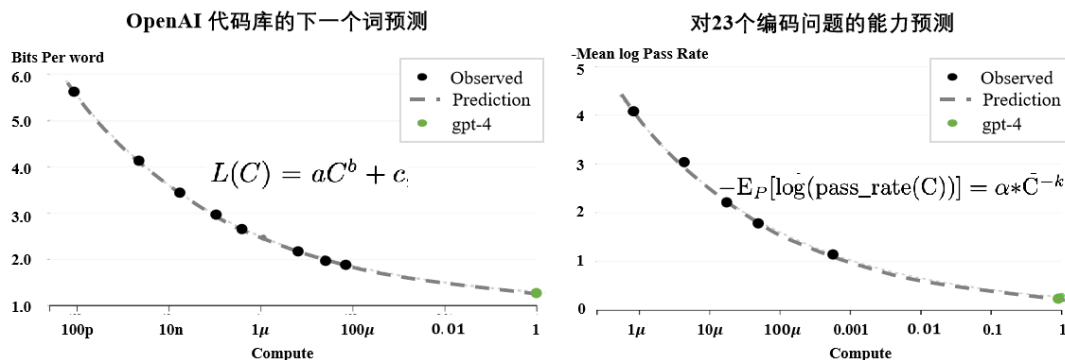 OpenAI 代码库的下一个词预测
Bits Per word
6.0
5.0
4.0
3.0
2.0
1.0
Observed
Prediction
gpt-4
L(C) = aC^b + c,
100p 10n 1μ 100μ 0.01 1
Compute
对23个编码问题的能力预测
-Mean log Pass Rate
5
4
3
2
1
0
Observed
Prediction
gpt-4
−E_P[log(pass_rate(C))] = α*C^{-k}
1μ 10μ 100μ 0.001 0.01 0.1 1
Compute